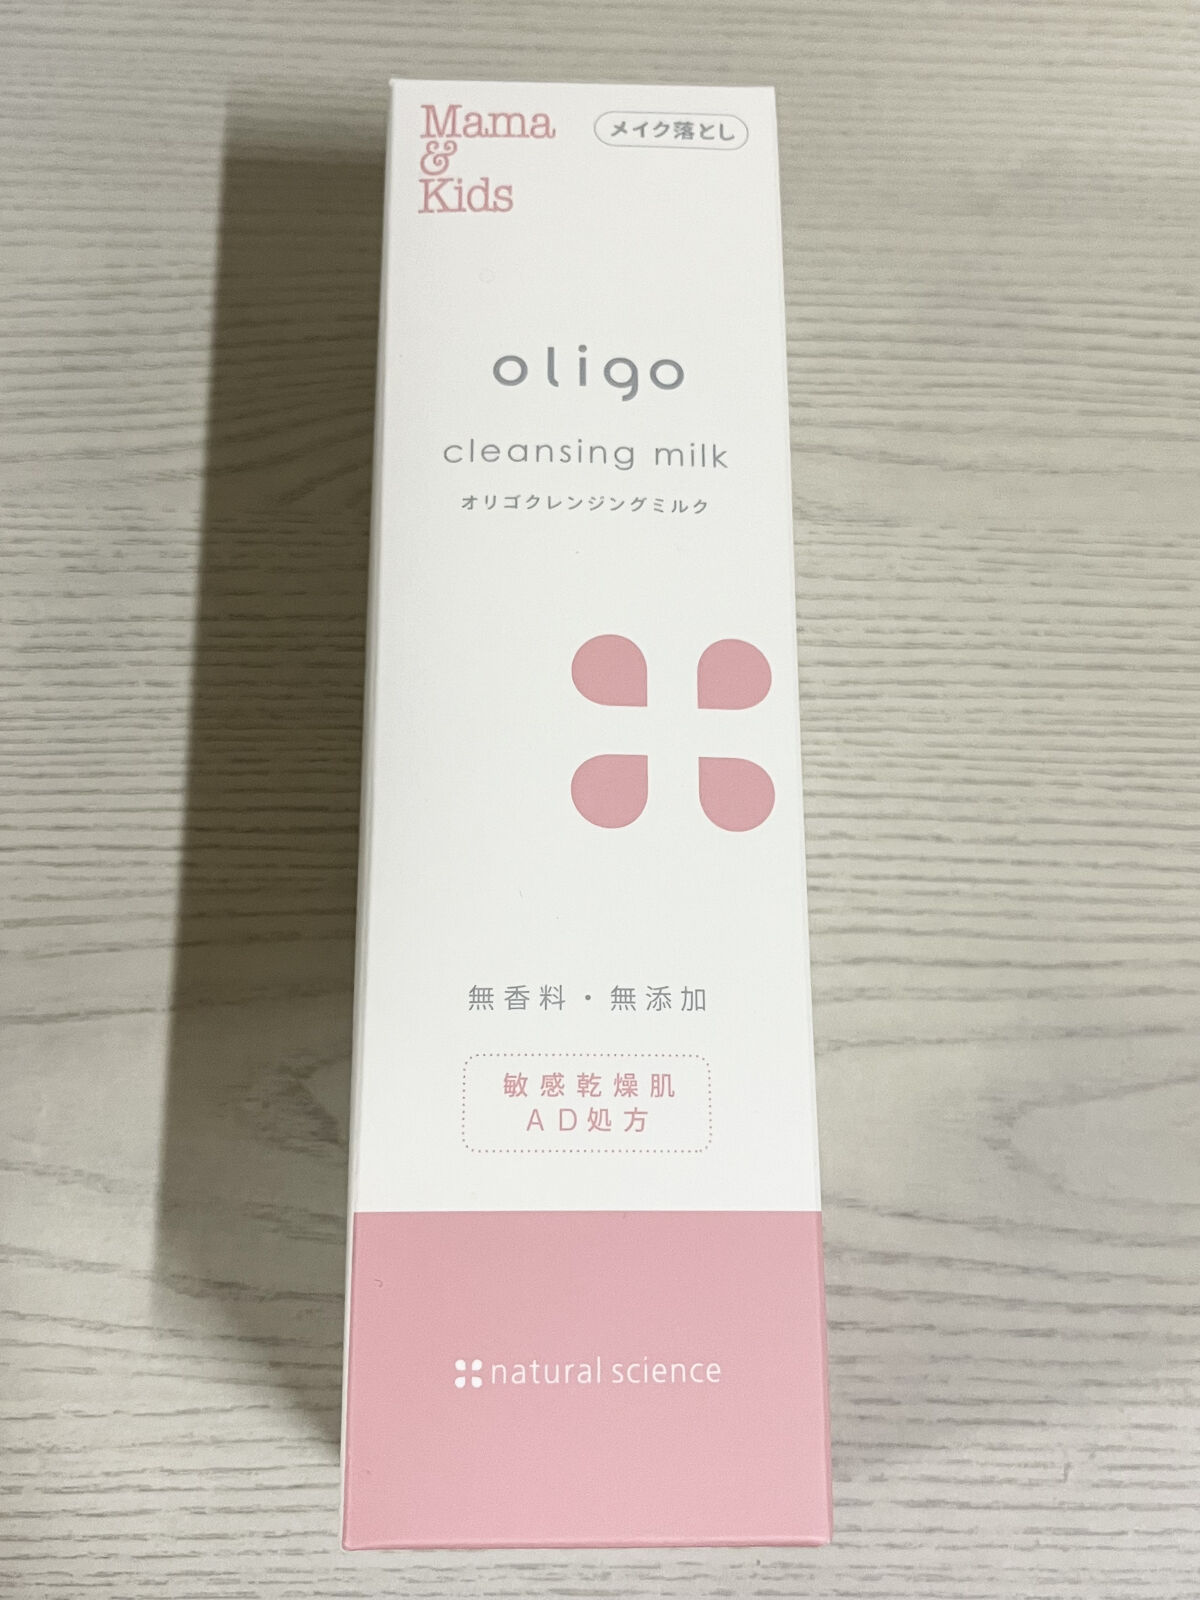 Mama
&
Kids
メイク落とし
oligo
cleansing milk
オリゴクレンジングミルク
無香料・無添加
敏感乾燥肌
AD処方
natural science